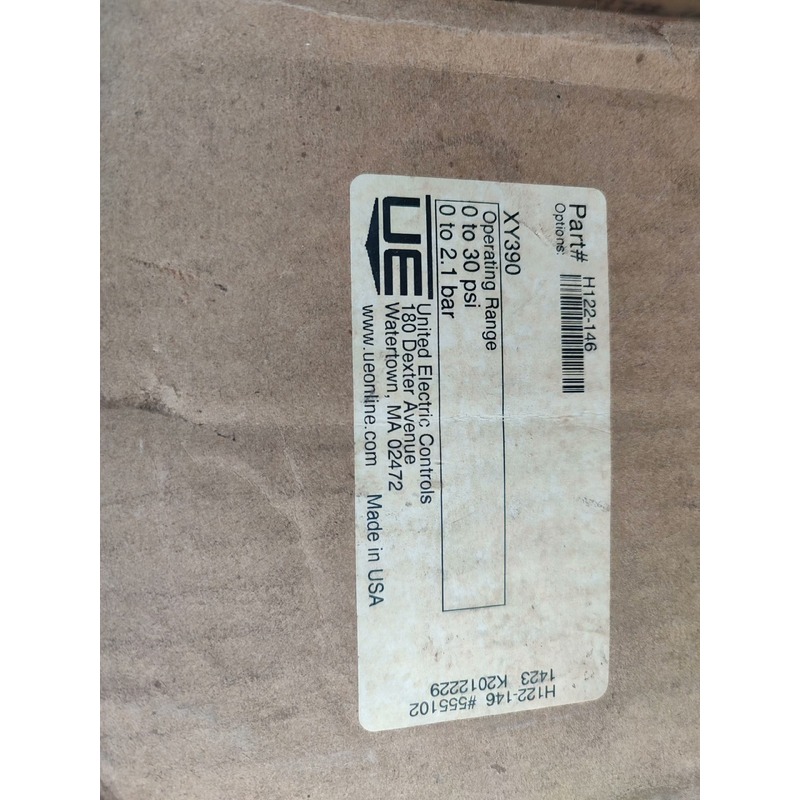 Part# H122-146
Options:
XY390
Operating Range
0 to 30 psi
0 to 2.1 bar
UE
United Electric Controls
180 Dexter Avenue
Watertown, MA 02472
www.ueonline.com Made in USA
H122-146 #555102
1423 K2012229